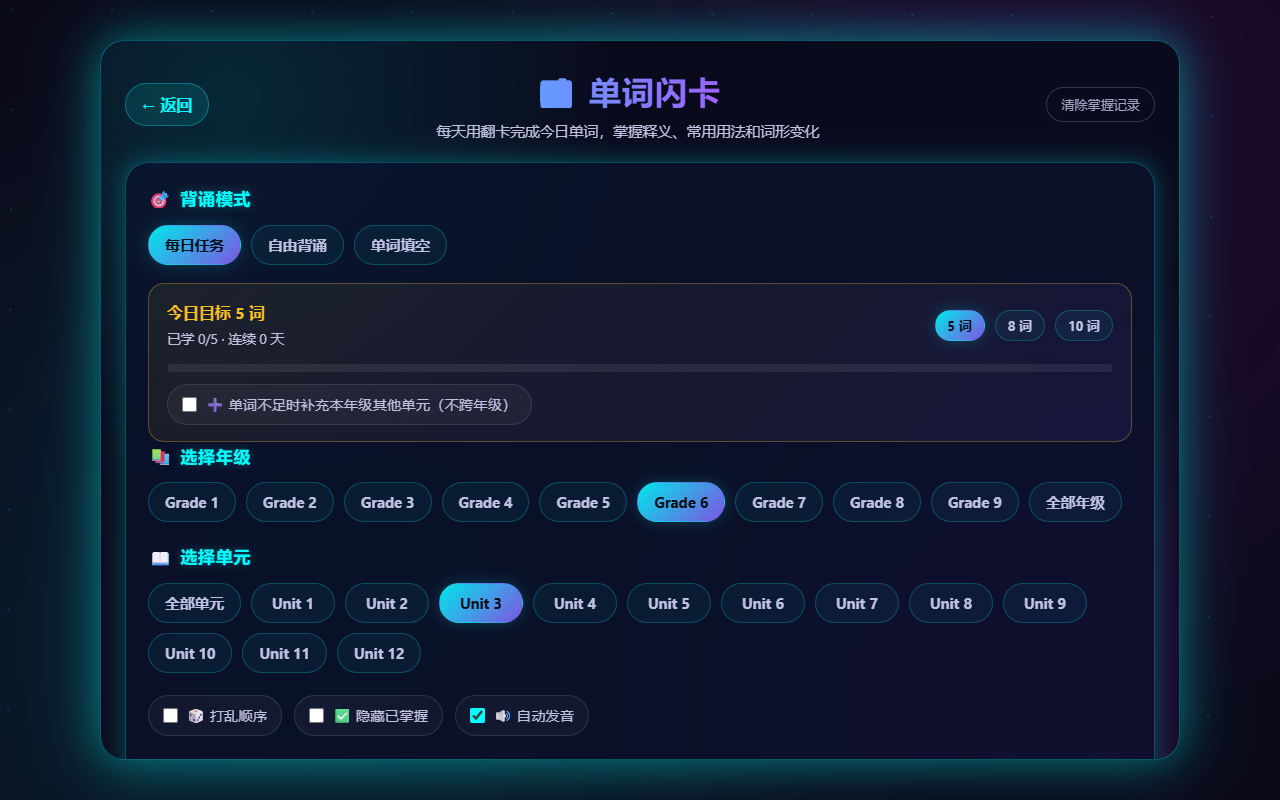 ← 返回
单词闪卡
每天用翻卡完成今日单词，掌握释义、常用用法和词形变化
清除掌握记录
背诵模式
每日任务 自由背诵 单词填空
今日目标 5 词
已学 0/5 · 连续 0 天
5 词 8 词 10 词
单词不足时补充本年级其他单元（不跨年级）
选择年级
Grade 1 Grade 2 Grade 3 Grade 4 Grade 5 Grade 6 Grade 7 Grade 8 Grade 9 全部年级
选择单元
全部单元 Unit 1 Unit 2 Unit 3 Unit 4 Unit 5 Unit 6 Unit 7 Unit 8 Unit 9
Unit 10 Unit 11 Unit 12
打乱顺序 隐藏已掌握 自动发音